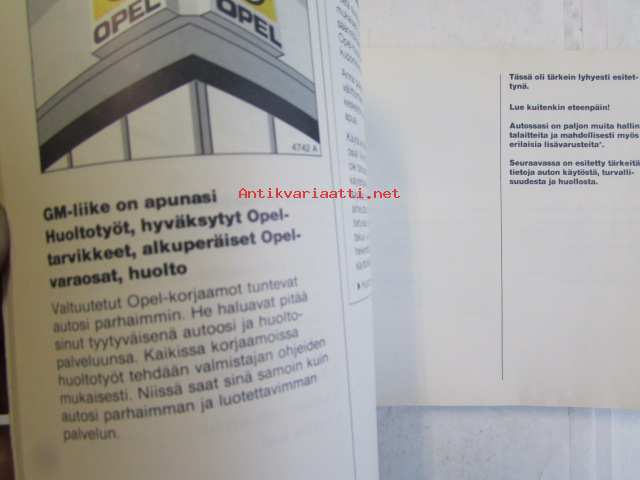 OPEL
OPEL
4742 A
GM-liike on apunasi
Huoltotyöt, hyväksytyt Opel-
tarvikkeet, alkuperäiset Opel-
varaosat, huolto
Valtuutetut Opel-korjaamot tuntevat
autosi parhaimmin. He haluavat pitää
sinut tyytyväisenä autoosi ja huolto-
palveluunsa. Kaikissa korjaamoissa
huoltotyöt tehdään valmistajan ohjeiden
mukaisesti. Niissä saat sinä samoin kuin
autosi parhaimman ja luotettavimman
palvelun.
Antikvariaatti.net
Tässä oli tärkein lyhyesti esitet-
tynä.
Lue kuitenkin eteenpäin!
Autossasi on paljon muita hallin
talaitteita ja mahdollisesti myös
erilaisia lisävarusteita*.
Seuraavassa on esitetty tärkeitä
tietoja auton käytöstä, turvalli-
suudesta ja huollosta.